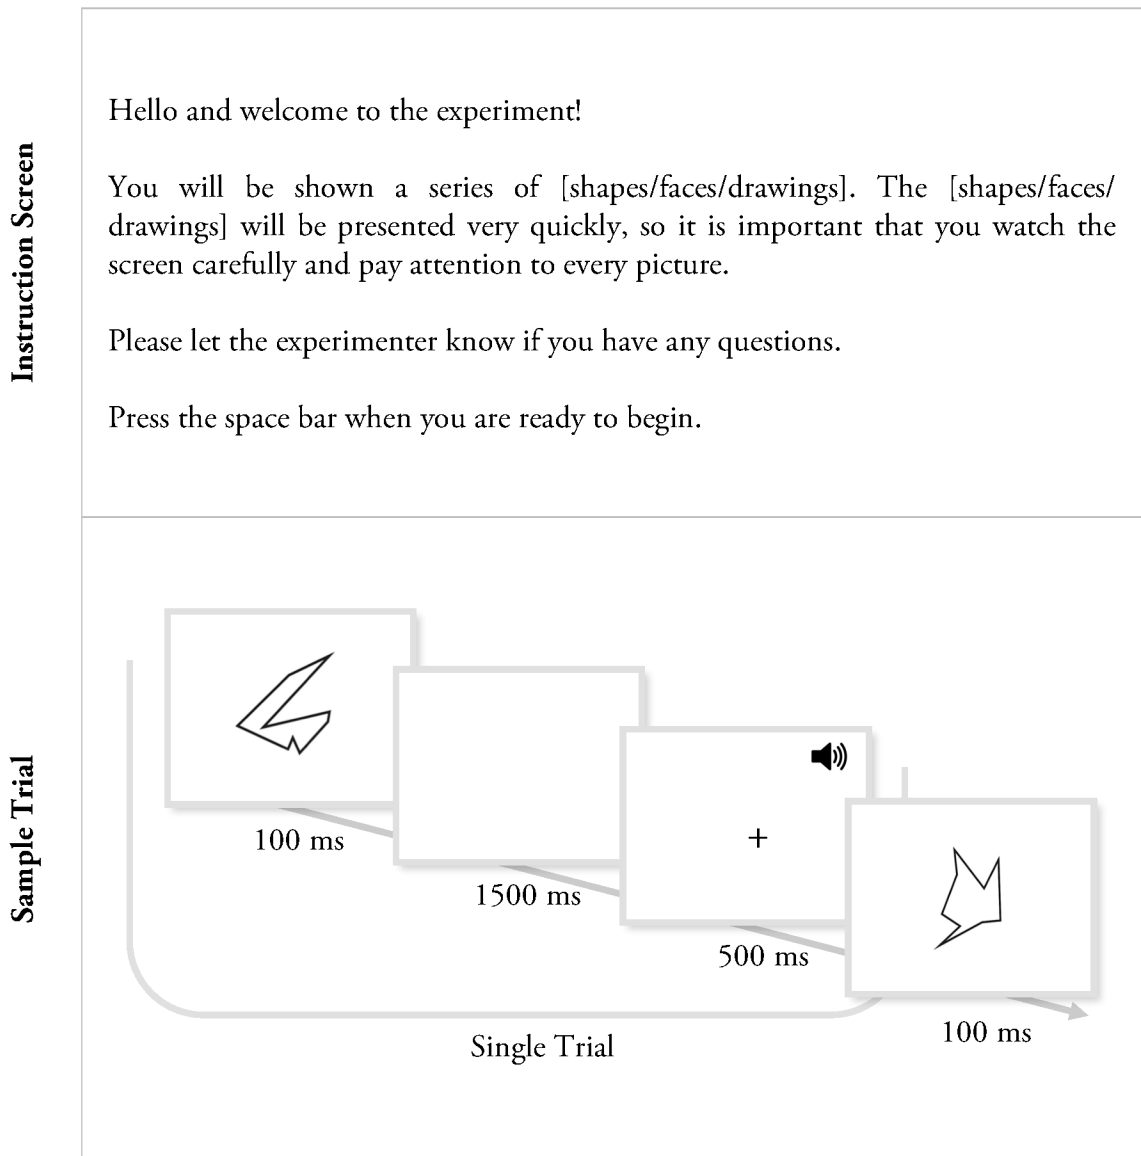 Instruction Screen
Hello and welcome to the experiment!
You will be shown a series of [shapes/faces/drawings]. The [shapes/faces/
drawings] will be presented very quickly, so it is important that you watch the
screen carefully and pay attention to every picture.
Please let the experimenter know if you have any questions.
Press the space bar when you are ready to begin.
Sample Trial
100 ms
1500 ms
+
500 ms
100 ms
Single Trial